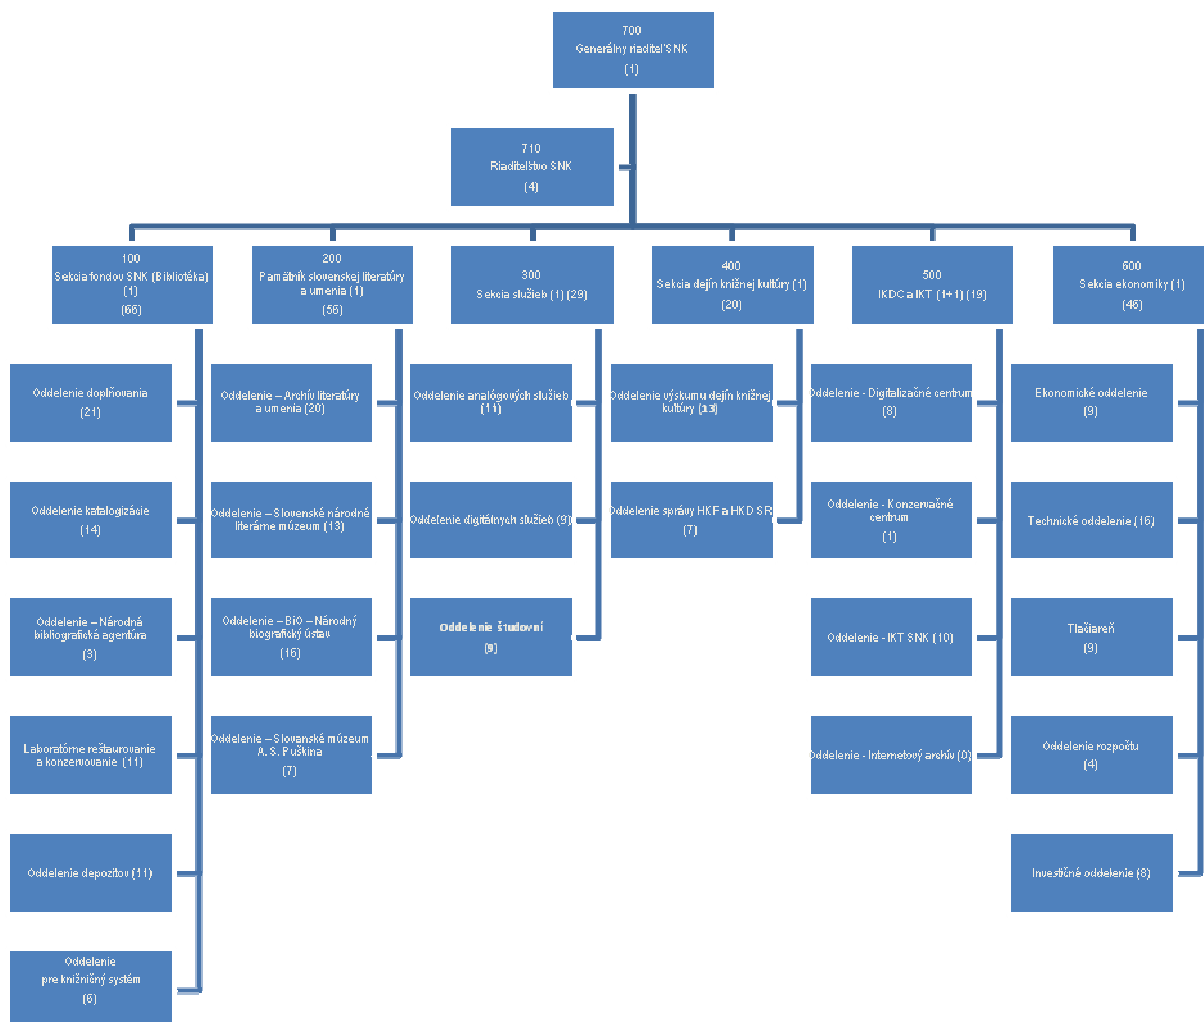 700
Generálny riaditeľ SNK
(1)
710
Riaditeľstvo SNK
(4)
100
Sekcia fondov SNK (Bibliotéka)
(1)
(66)
200
Pamätník slovenskej literatúry
a umenia (1)
(56)
300
Sekcia služieb (1) (29)
400
Sekcia dejín knižnej kultúry (1)
(20)
500
IKDC a IKT (1+1) (19)
600
Sekcia ekonomiky (1)
(46)
Oddelenie doplňovania
(21)
Oddelenie katalogizácie
(14)
Oddelenie – Národná
bibliografická agentúra
(3)
Laboratórne reštaurovanie
a konzervovanie (11)
Oddelenie depozitov (11)
Oddelenie
pre knižničný systém
(6)
Oddelenie – Archív literatúry
a umenia (20)
Oddelenie – Slovenské národné
literárne múzeum (13)
Oddelenie – BiO – Národný
biografický ústav
(16)
Oddelenie – Slovanské múzeum
A. S. Puškina
(7)
Oddelenie analógových služieb
(11)
Oddelenie digitálnych služieb (9)
Oddelenie študovní
(9)
Oddelenie výskumu dejín knižnej
kultúry (13)
Oddelenie správy HKF a HKD SR
(7)
Oddelenie - Digitalizačné centrum
(8)
Oddelenie - Konzervačné
centrum
(1)
Oddelenie - IKT SNK (10)
Oddelenie - Internetový archív (0)
Ekonomické oddelenie
(9)
Technické oddelenie (16)
Tlačiareň
(9)
Oddelenie rozpočtu
(4)
Investičné oddelenie (8)